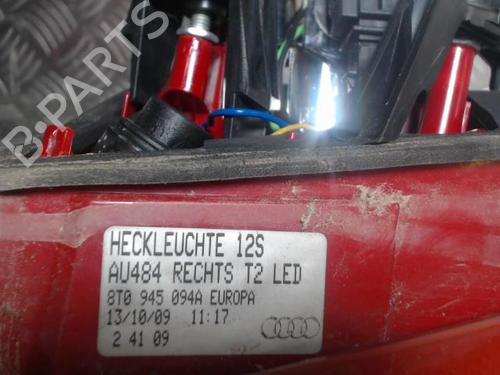 B-PARTS
HECKLEUCHTE 12S
AU484 RECHTS T2 LED
8T0 945 094A EUROPA
13/10/09 11:17
2 41 09